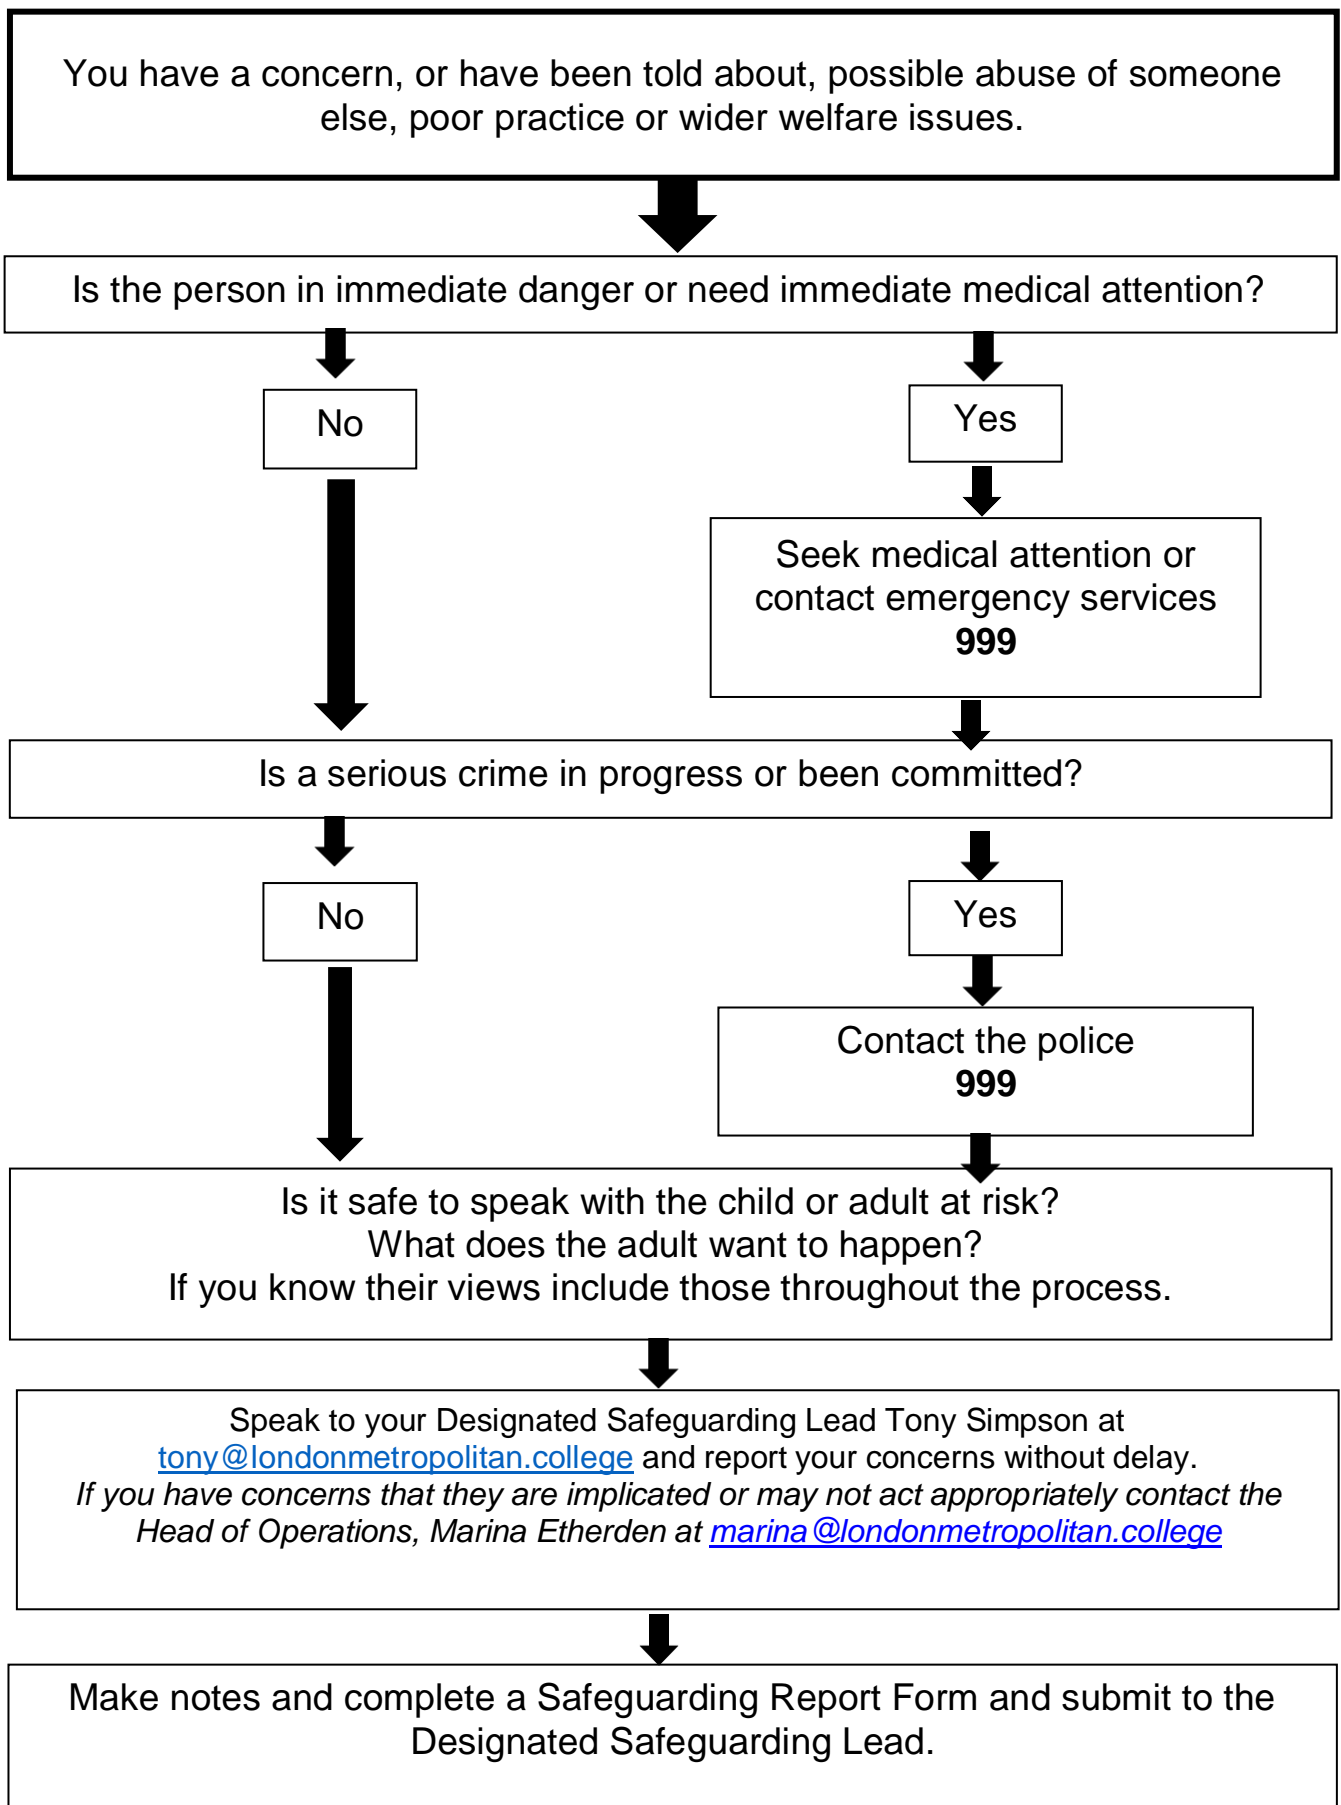 You have a concern, or have been told about, possible abuse of someone
else, poor practice or wider welfare issues.
Is the person in immediate danger or need immediate medical attention?
No
Yes
Seek medical attention or
contact emergency services
999
Is a serious crime in progress or been committed?
No
Yes
Contact the police
999
Is it safe to speak with the child or adult at risk?
What does the adult want to happen?
If you know their views include those throughout the process.
Speak to your Designated Safeguarding Lead Tony Simpson at
tony@londonmetropolitan.college and report your concerns without delay.
If you have concerns that they are implicated or may not act appropriately contact the
Head of Operations, Marina Etherden at marina@londonmetropolitan.college
Make notes and complete a Safeguarding Report Form and submit to the
Designated Safeguarding Lead.